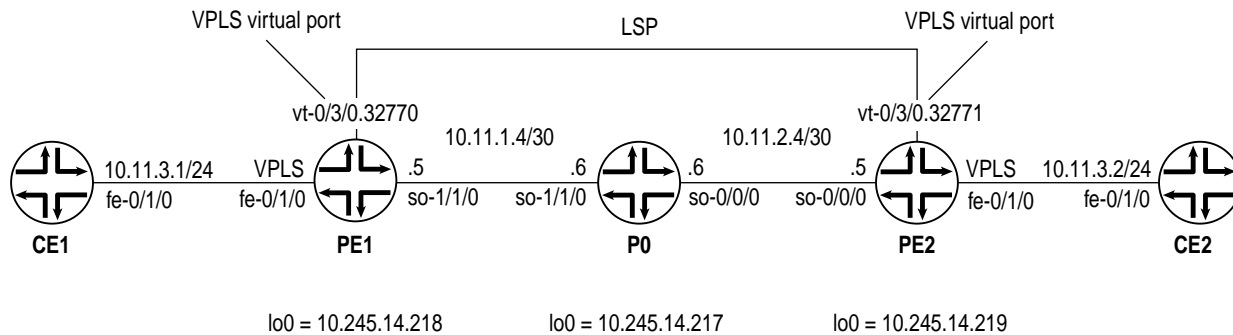 VPLS virtual port
LSP
VPLS virtual port
vt-0/3/0.32770
vt-0/3/0.32771
10.11.1.4/30
10.11.2.4/30
10.11.3.1/24
VPLS
.5
.6
.6
.5
VPLS
10.11.3.2/24
fe-0/1/0
fe-0/1/0
so-1/1/0
so-1/1/0
so-0/0/0
so-0/0/0
fe-0/1/0
fe-0/1/0
CE1
PE1
P0
PE2
CE2
lo0 = 10.245.14.218
lo0 = 10.245.14.217
lo0 = 10.245.14.219